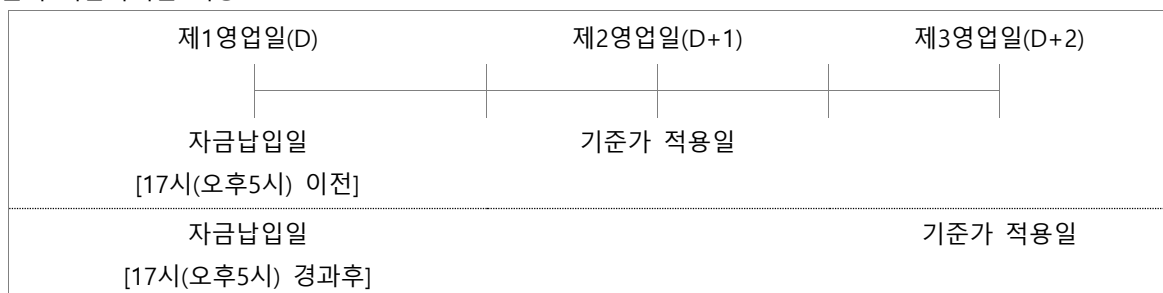 제1영업일(D) 제2영업일(D+1) 제3영업일(D+2)
자금납입일 기준가 적용일
[17시(오후5시) 이전]
자금납입일 기준가 적용일
[17시(오후5시) 경과후]